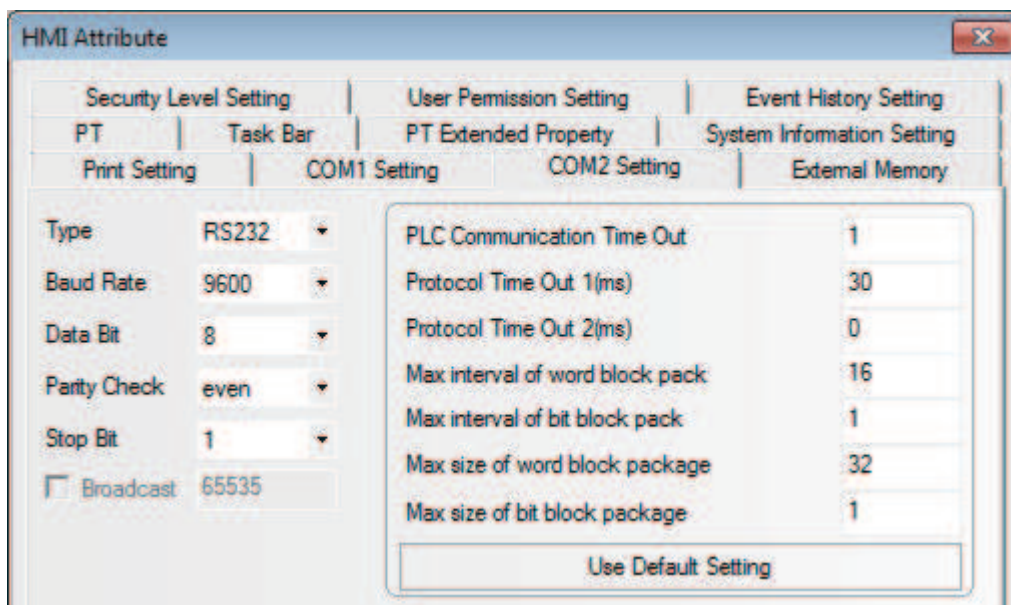 HMI Attribute
Security Level Setting User Permission Setting Event History Setting
PT Task Bar PT Extended Property System Information Setting
Print Setting COM1 Setting COM2 Setting External Memory
Type RS232
Baud Rate 9600
Data Bit 8
Parity Check even
Stop Bit 1
Broadcast 65535
PLC Communication Time Out 1
Protocol Time Out 1(ms) 30
Protocol Time Out 2(ms) 0
Max interval of word block pack 16
Max interval of bit block pack 1
Max size of word block package 32
Max size of bit block package 1
Use Default Setting